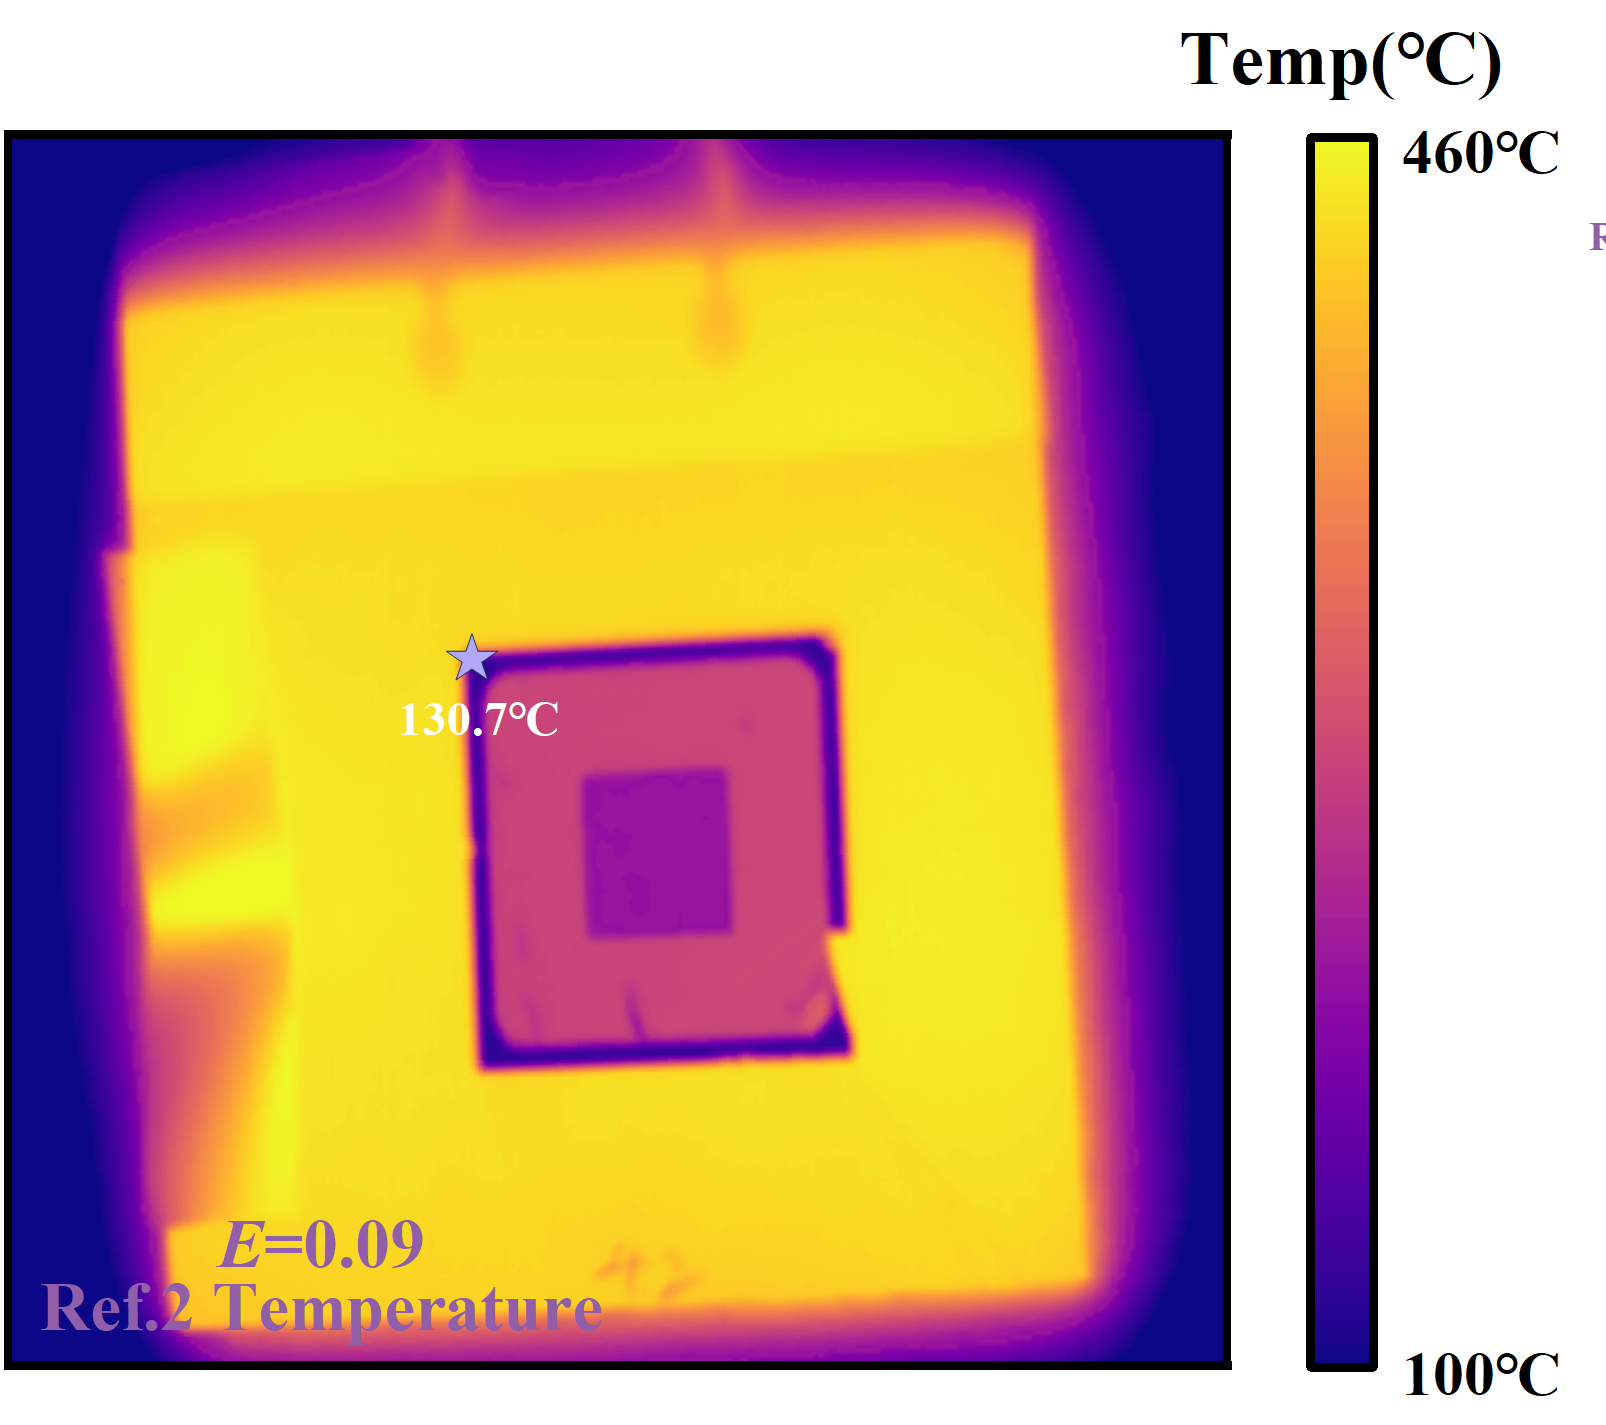 Temp(°C)
460°C
R
130.7°C
E=0.09
Ref.2 Temperature
100°C